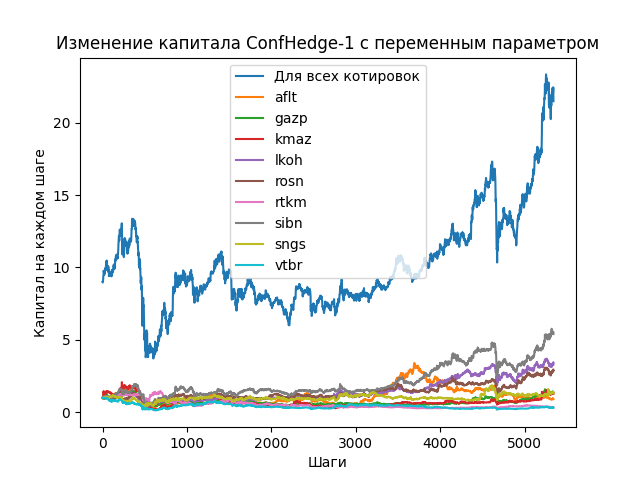 Изменение капитала ConfHedge-1 с переменным параметром
Капитал на каждом шаге
20
15
10
5
0
Для всех котировок
aflt
gazp
kmaz
lkoh
rosn
rtkm
sibn
sngs
vtbr
0 1000 2000 3000 4000 5000
Шаги